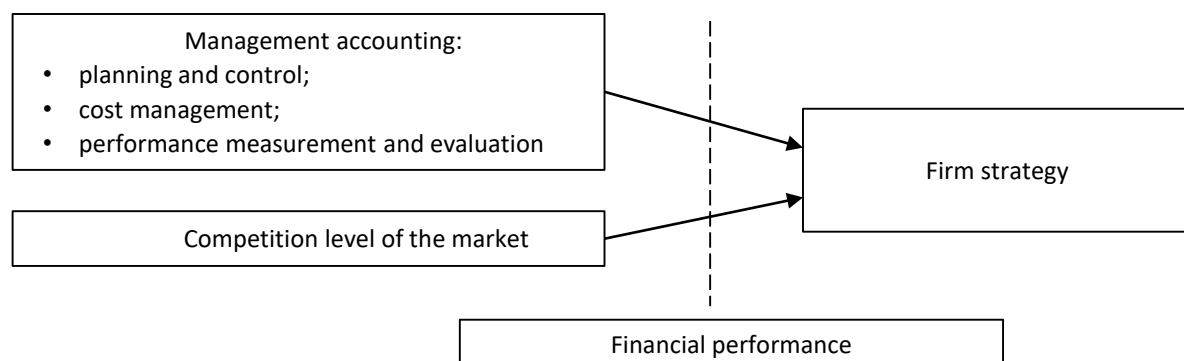 Management accounting:
• planning and control;
• cost management;
• performance measurement and evaluation
Firm strategy
Competition level of the market
Financial performance